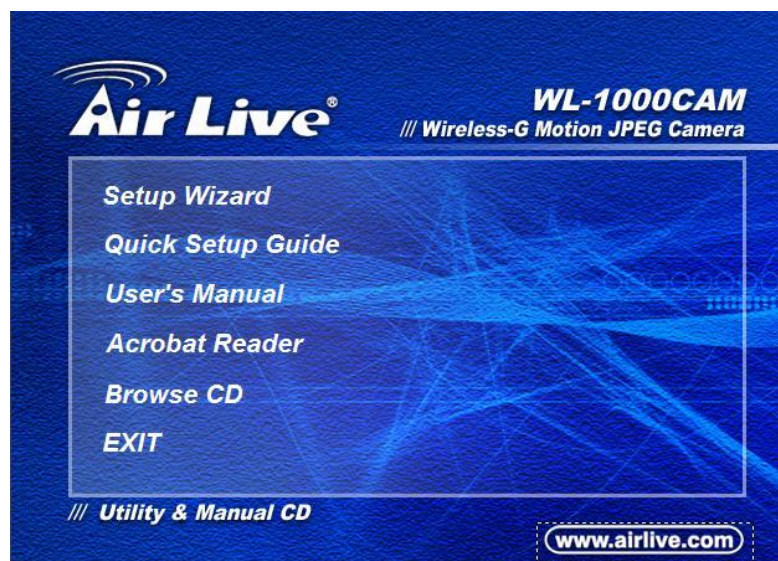 Air Live®
WL-1000CAM
/// Wireless-G Motion JPEG Camera
Setup Wizard
Quick Setup Guide
User's Manual
Acrobat Reader
Browse CD
EXIT
/// Utility & Manual CD
www.airlive.com